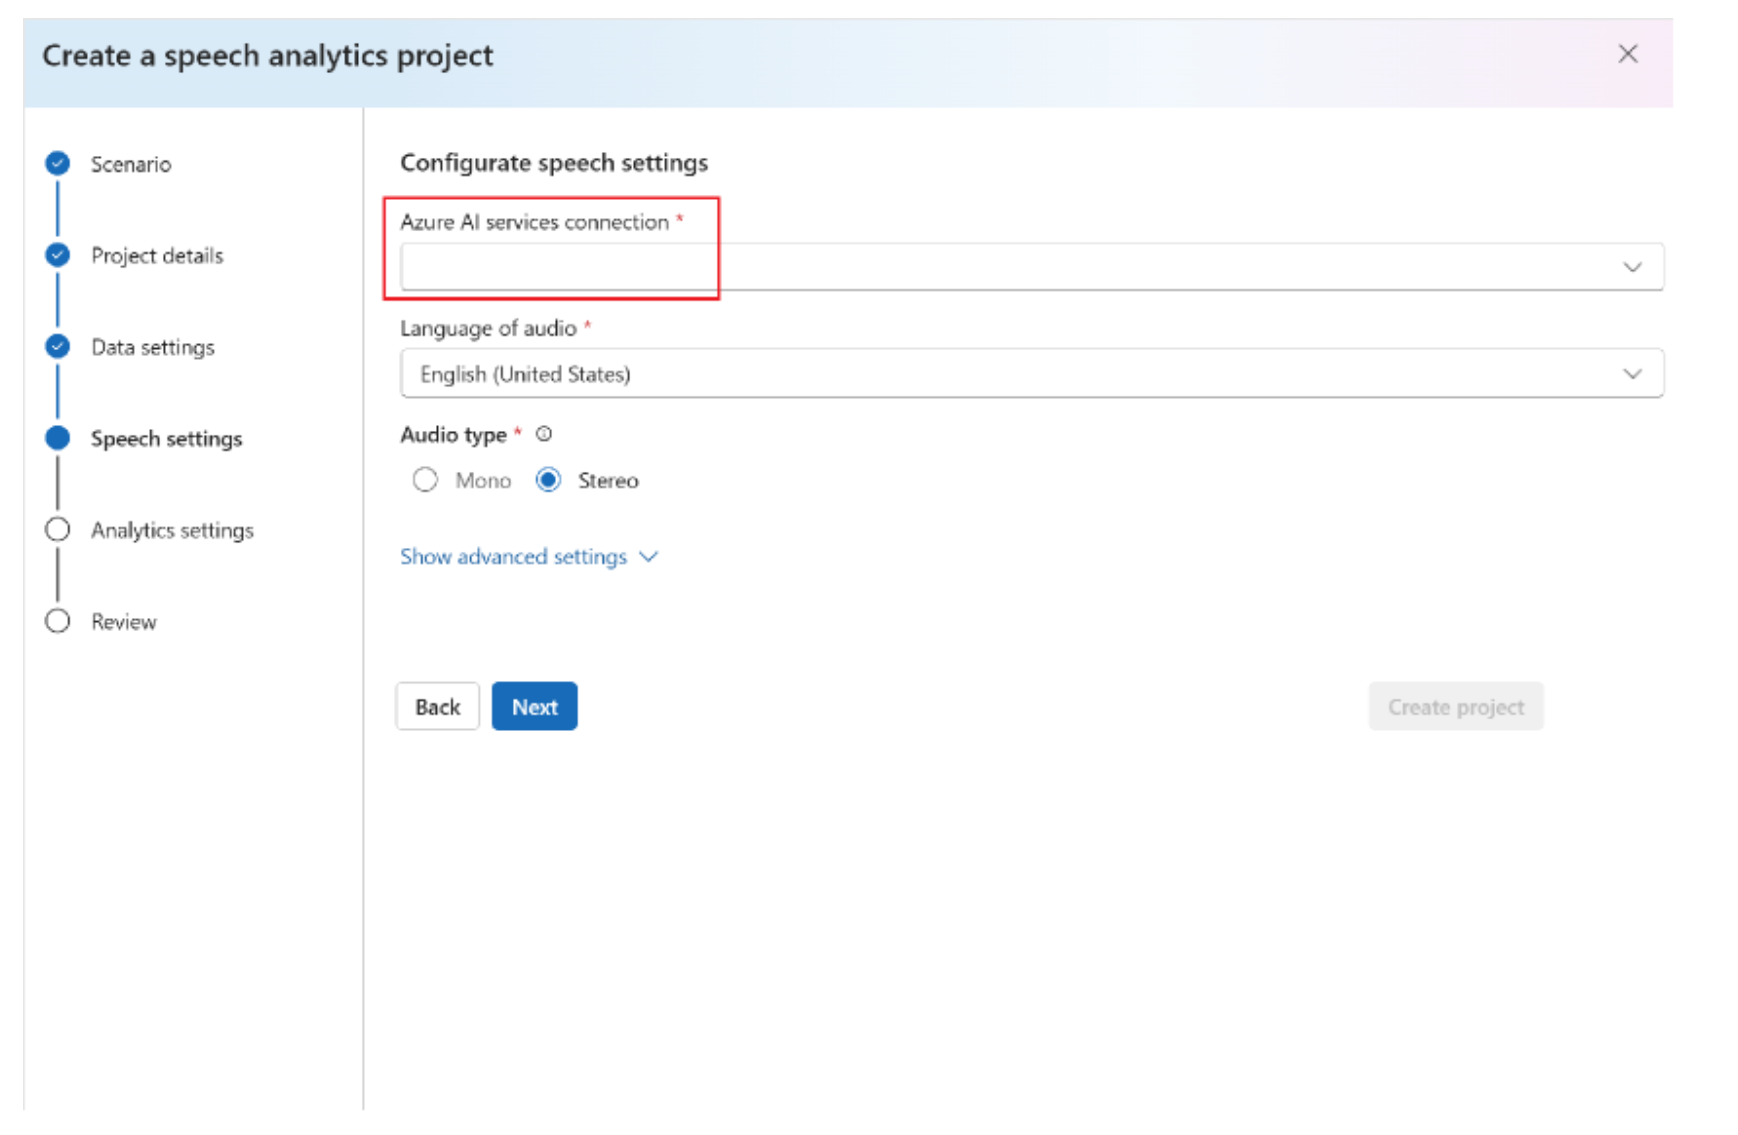 Create a speech analytics project
Scenario
Project details
Data settings
Speech settings
Analytics settings
Review
Configurate speech settings
Azure AI services connection *
Language of audio *
English (United States)
Audio type *
Mono Stereo
Show advanced settings
Back Next Create project